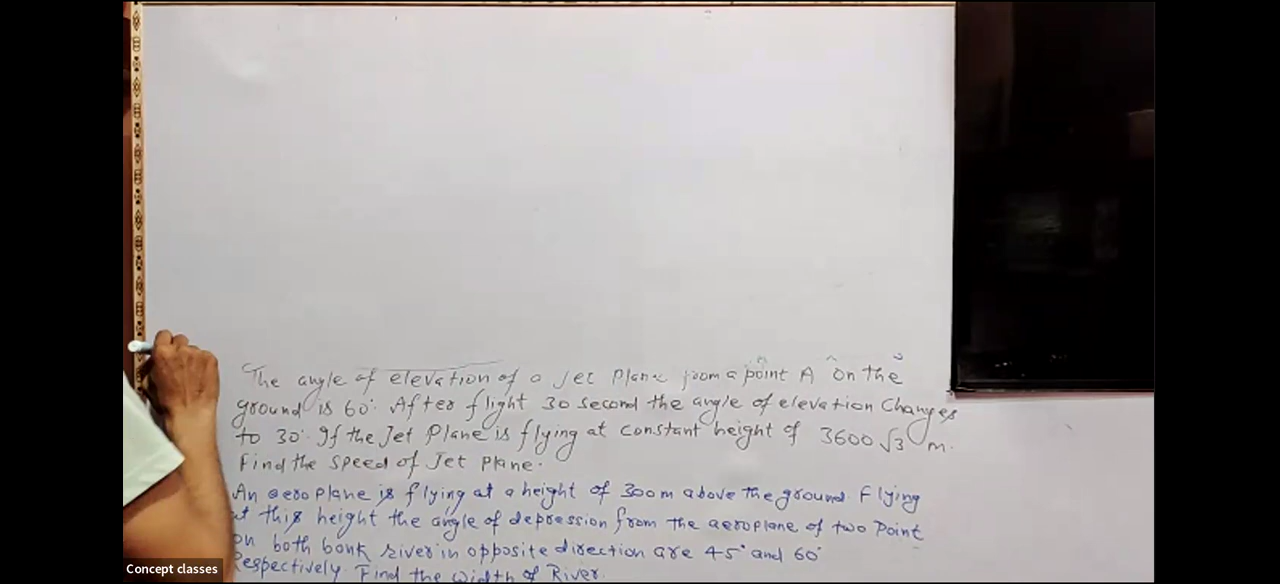 The angle of elevation of a Jet Plane from a point A on the
ground is 60°. After flight 30 second the angle of elevation Changes
to 30°. If the Jet Plane is flying at constant height of 3600 √3 m.
Find the speed of Jet plane.
An aeroplane is flying at a height of 300m above the ground. Flying
at this height the angle of depression from the aeroplane of two Point
on both bank river in opposite direction are 45° and 60°
Respectively. Find the width of River.
Concept classes